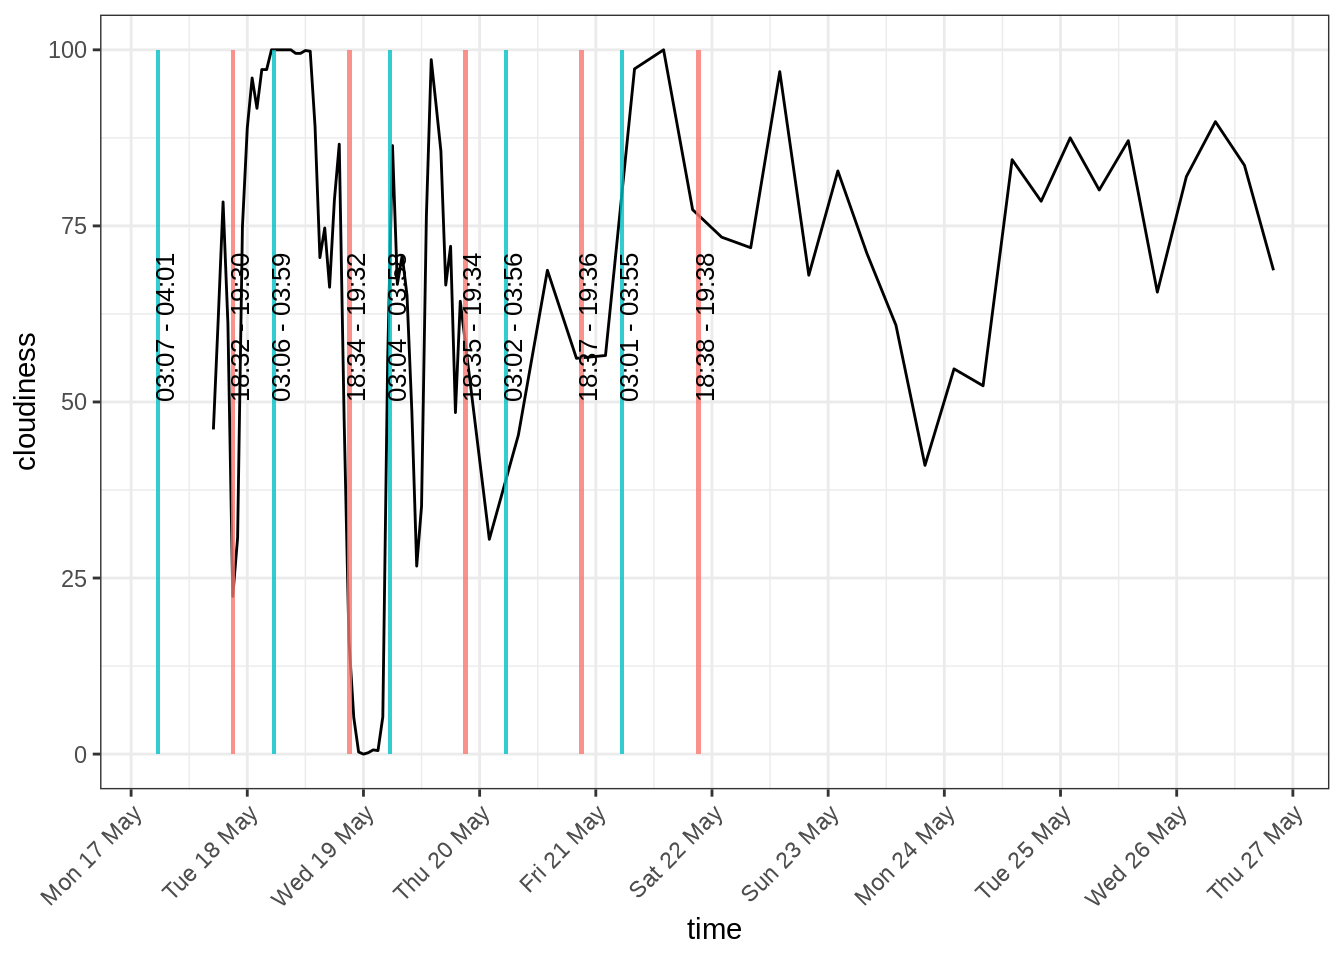 100
75
50
25
0
cloudiness
03:07 - 04:01
18:32 - 19:30
03:06 - 03:59
18:34 - 19:32
03:04 - 03:58
18:35 - 19:34
03:02 - 03:56
18:37 - 19:36
03:01 - 03:55
18:38 - 19:38
Mon 17 May
Tue 18 May
Wed 19 May
Thu 20 May
Fri 21 May
Sat 22 May
Sun 23 May
Mon 24 May
Tue 25 May
Wed 26 May
Thu 27 May
time